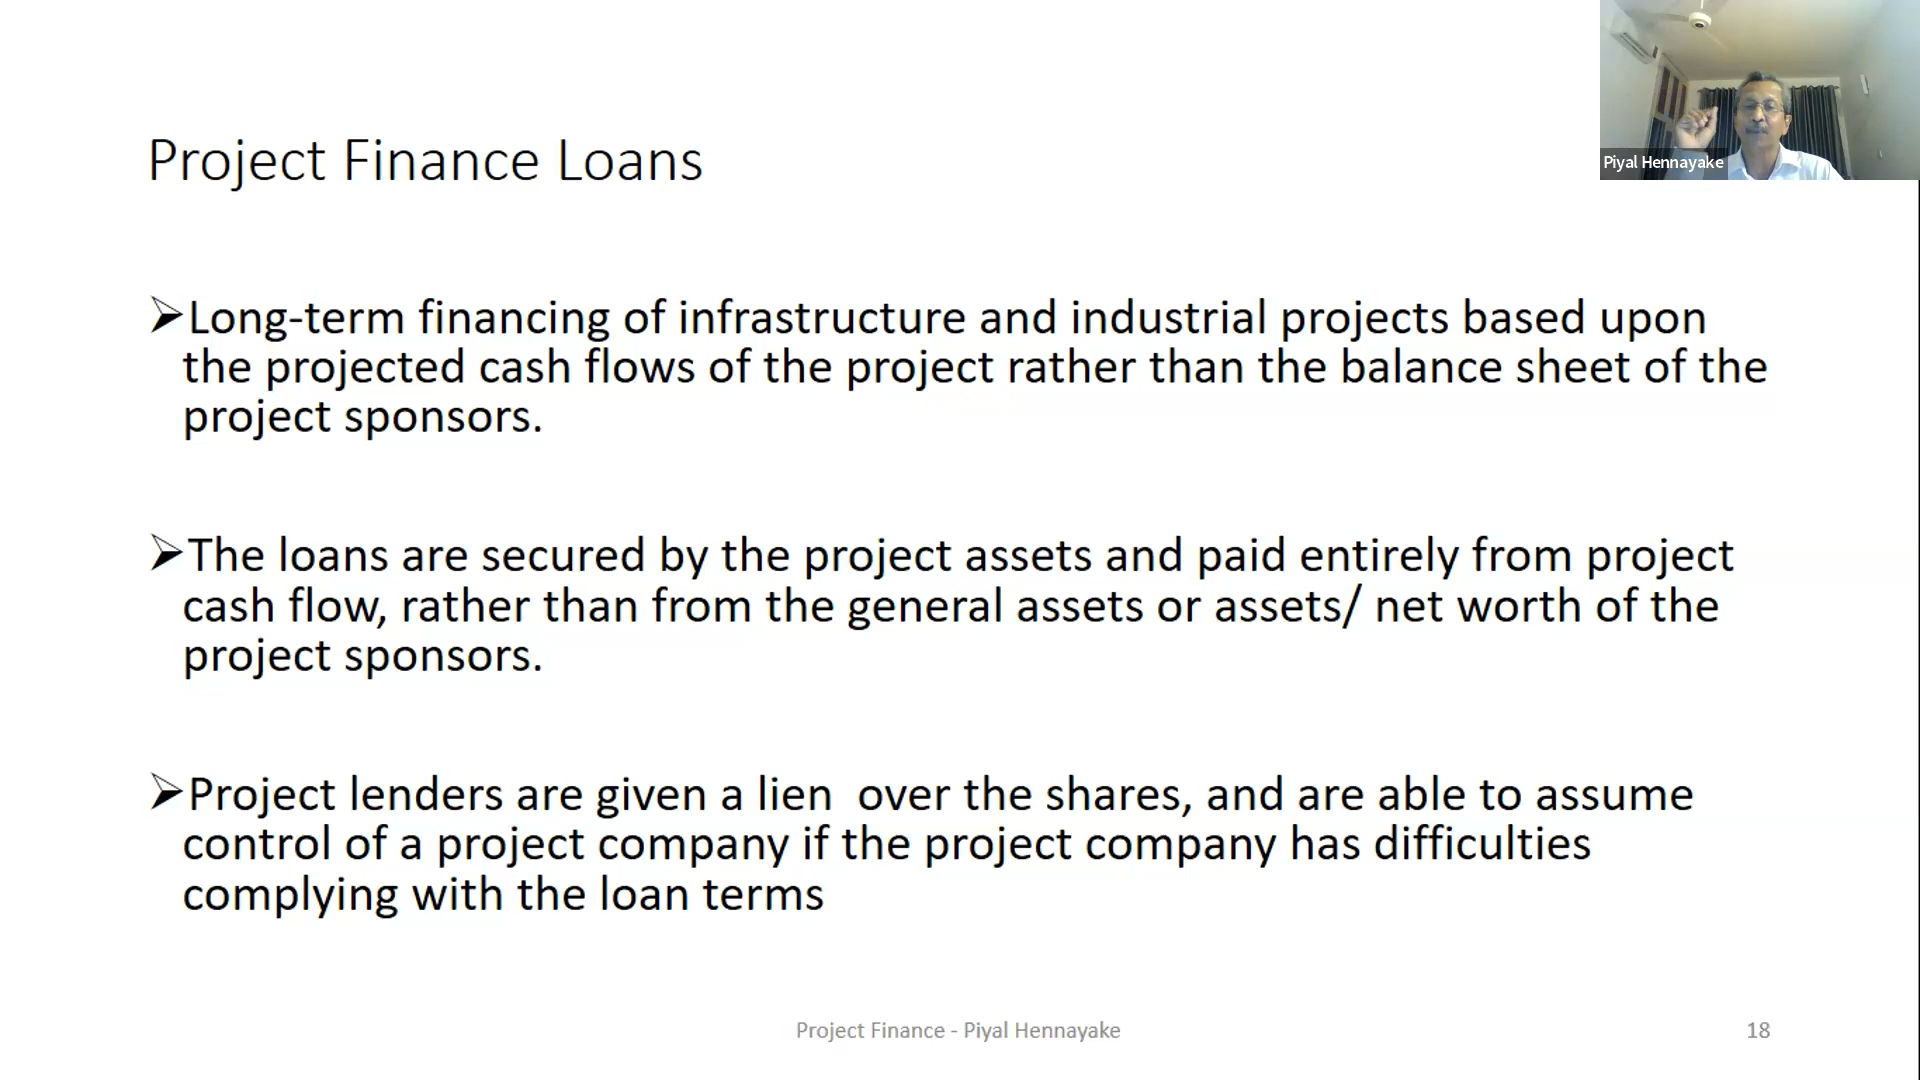 Piyal Hennayake
Project Finance Loans
➢Long-term financing of infrastructure and industrial projects based upon
the projected cash flows of the project rather than the balance sheet of the
project sponsors.
➢The loans are secured by the project assets and paid entirely from project
cash flow, rather than from the general assets or assets/ net worth of the
project sponsors.
➢Project lenders are given a lien  over the shares, and are able to assume
control of a project company if the project company has difficulties
complying with the loan terms
Project Finance - Piyal Hennayake
18